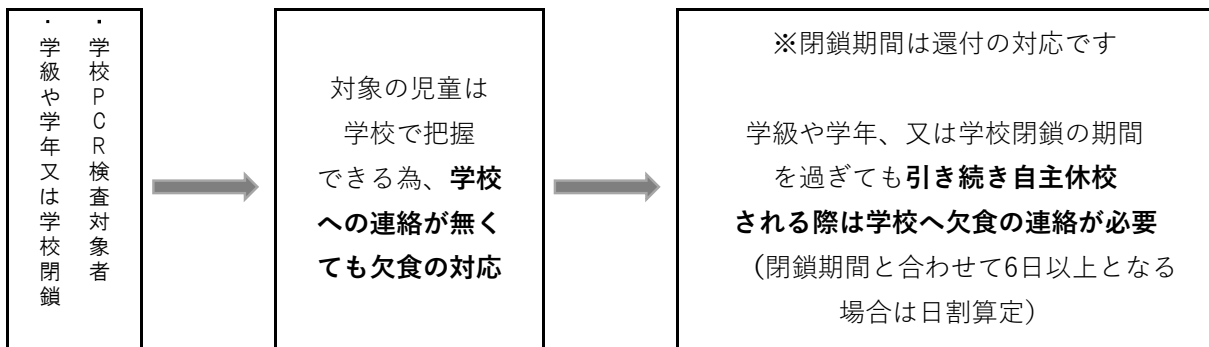 ・学校PCR検査対象者
・学級や学年又は学校閉鎖
対象の児童は
学校で把握
できる為、学校
への連絡が無く
ても欠食の対応
※閉鎖期間は還付の対応です
学級や学年、又は学校閉鎖の期間
を過ぎても引き続き自主休校
される際は学校へ欠食の連絡が必要
（閉鎖期間と合わせて6日以上となる
場合は日割算定）